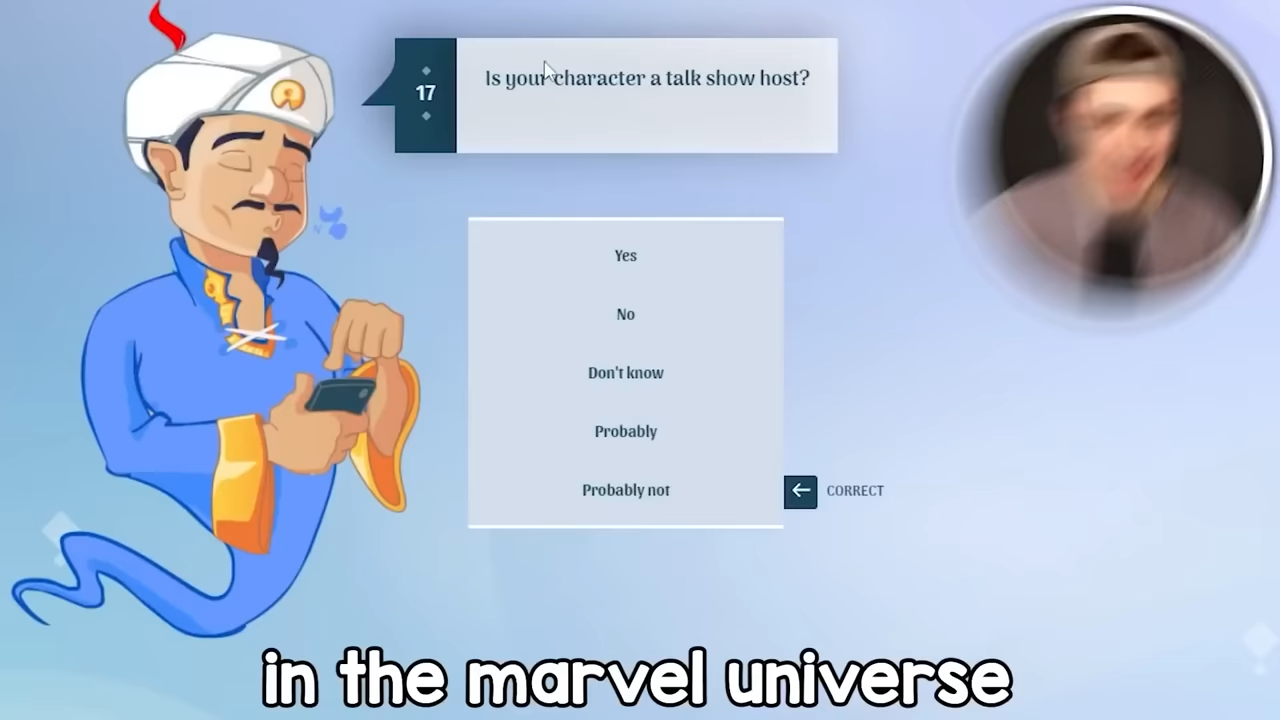 17
Is your character a talk show host?
Yes
No
Don't know
Probably
Probably not
CORRECT
in the marvel universe